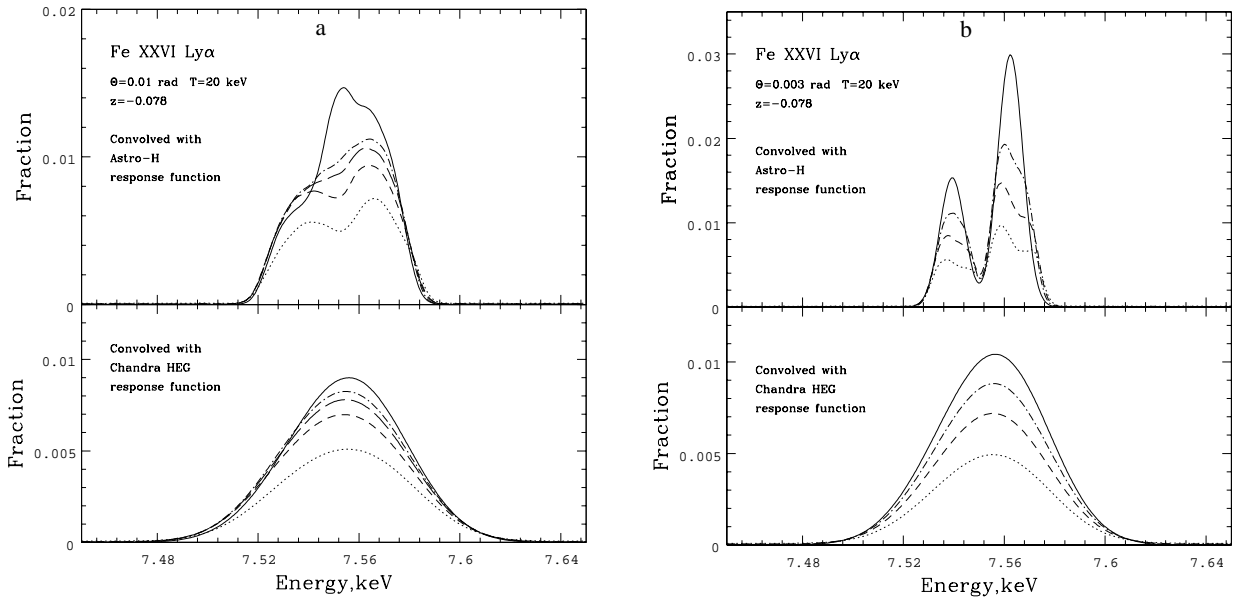 a
0.02
Fe XXVI Lyα
Θ=0.01 rad T=20 keV
z=−0.078
Convolved with
Astro-H
response function
Fraction
0.01
0
Convolved with
Chandra HEG
response function
Fraction
0.01
0.005
0
7.48 7.52 7.56 7.6 7.64
Energy,keV
b
0.03
Fe XXVI Lyα
Θ=0.003 rad T=20 keV
z=−0.078
Convolved with
Astro-H
response function
Fraction
0.02
0.01
0
Convolved with
Chandra HEG
response function
Fraction
0.01
0.005
0
7.48 7.52 7.56 7.6 7.64
Energy,keV